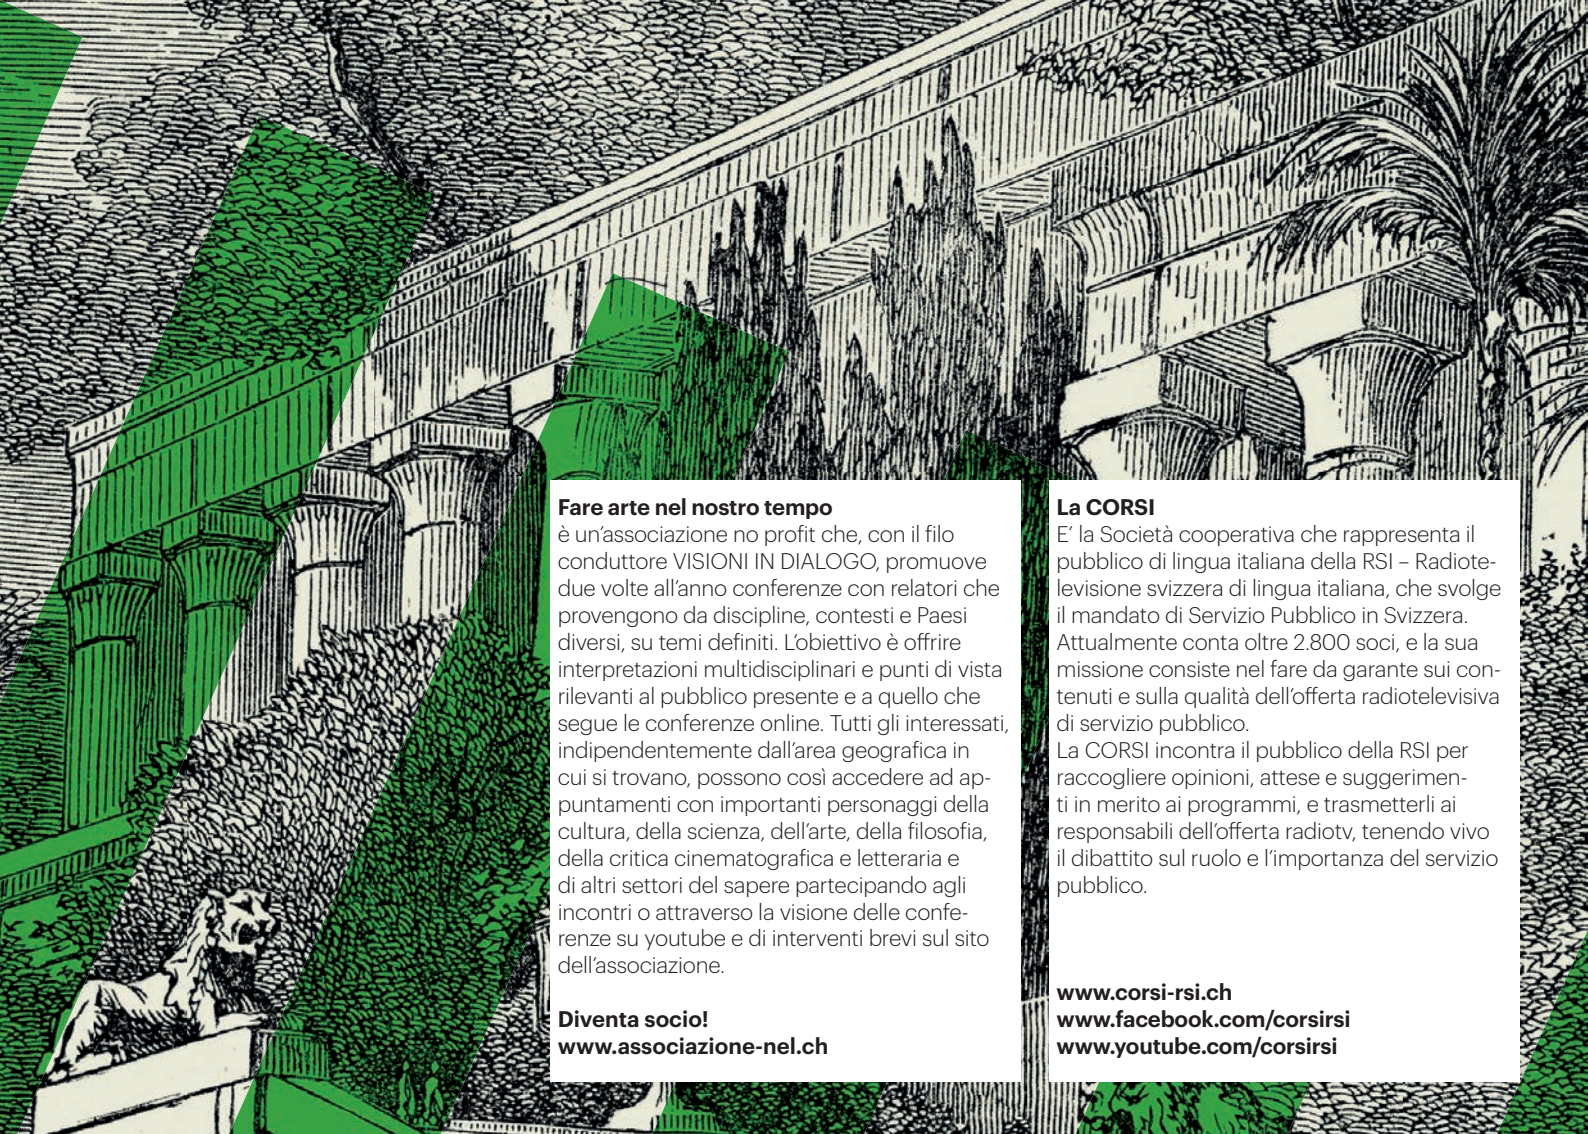 Fare arte nel nostro tempo
è un’associazione no profit che, con il filo
conduttore VISIONI IN DIALOGO, promuove
due volte all’anno conferenze con relatori che
provengono da discipline, contesti e Paesi
diversi, su temi definiti. L’obiettivo è offrire
interpretazioni multidisciplinari e punti di vista
rilevanti al pubblico presente e a quello che
segue le conferenze online. Tutti gli interessati,
indipendentemente dall’area geografica in
cui si trovano, possono così accedere ad ap-
puntamenti con importanti personaggi della
cultura, della scienza, dell’arte, della filosofia,
della critica cinematografica e letteraria e
di altri settori del sapere partecipando agli
incontri o attraverso la visione delle confe-
renze su youtube e di interventi brevi sul sito
dell’associazione.
Diventa socio!
www.associazione-nel.ch
La CORSI
E’ la Società cooperativa che rappresenta il
pubblico di lingua italiana della RSI – Radiote-
levisione svizzera di lingua italiana, che svolge
il mandato di Servizio Pubblico in Svizzera.
Attualmente conta oltre 2.800 soci, e la sua
missione consiste nel fare da garante sui con-
tenuti e sulla qualità dell’offerta radiotelevisiva
di servizio pubblico.
La CORSI incontra il pubblico della RSI per
raccogliere opinioni, attese e suggerimen-
ti in merito ai programmi, e trasmetterli ai
responsabili dell’offerta radiotv, tenendo vivo
il dibattito sul ruolo e l’importanza del servizio
pubblico.
www.corsi-rsi.ch
www.facebook.com/corsirsi
www.youtube.com/corsirsi